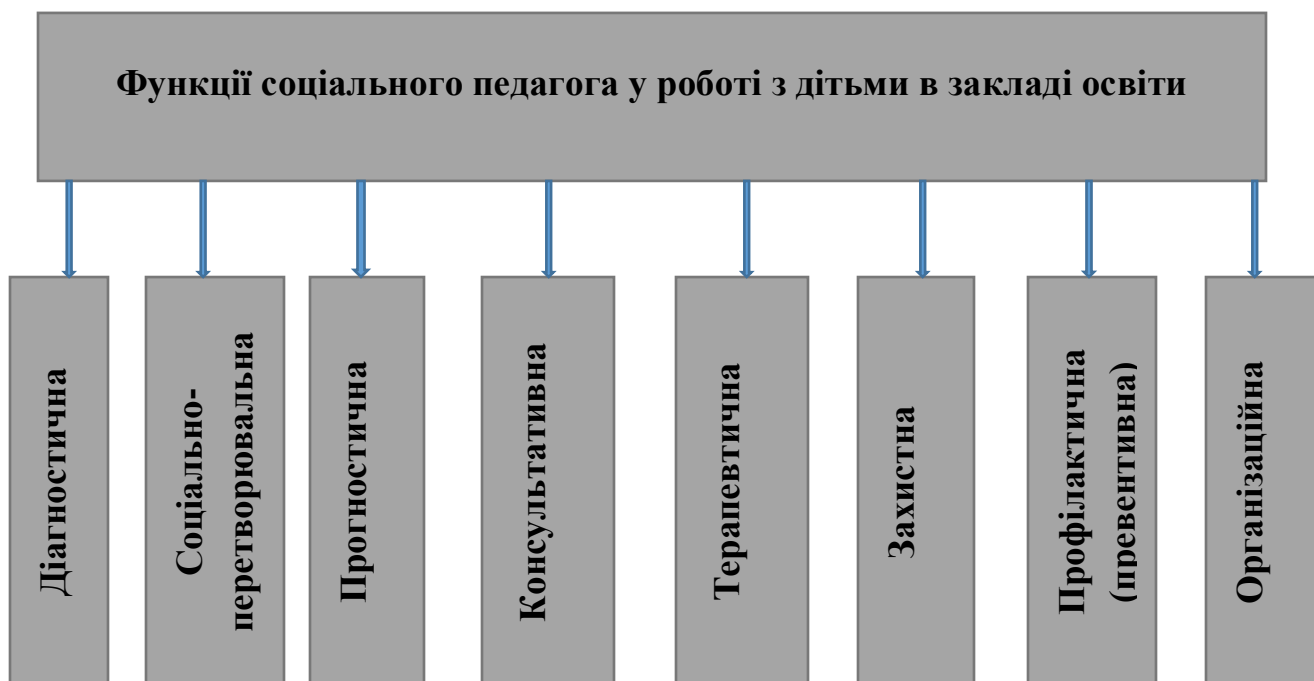 Функції соціального педагога у роботі з дітьми в закладі освіти
Діагностична
Соціально-
перетворювальна
Прогностична
Консультативна
Терапевтична
Захистна
Профілактична
(превентивна)
Організаційна